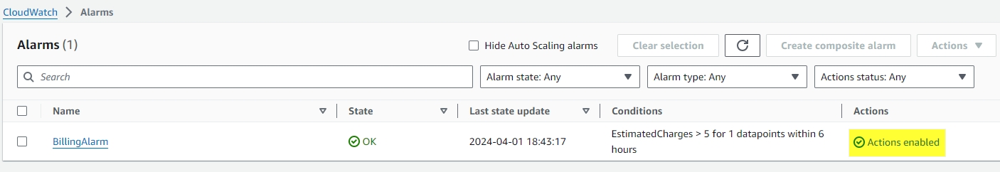 CloudWatch > Alarms
Alarms (1)
Hide Auto Scaling alarms
Clear selection
Create composite alarm
Actions
Search
Alarm state: Any
Alarm type: Any
Actions status: Any
Name
State
Last state update
Conditions
Actions
BillingAlarm
OK
2024-04-01 18:43:17
EstimatedCharges > 5 for 1 datapoints within 6
hours
Actions enabled